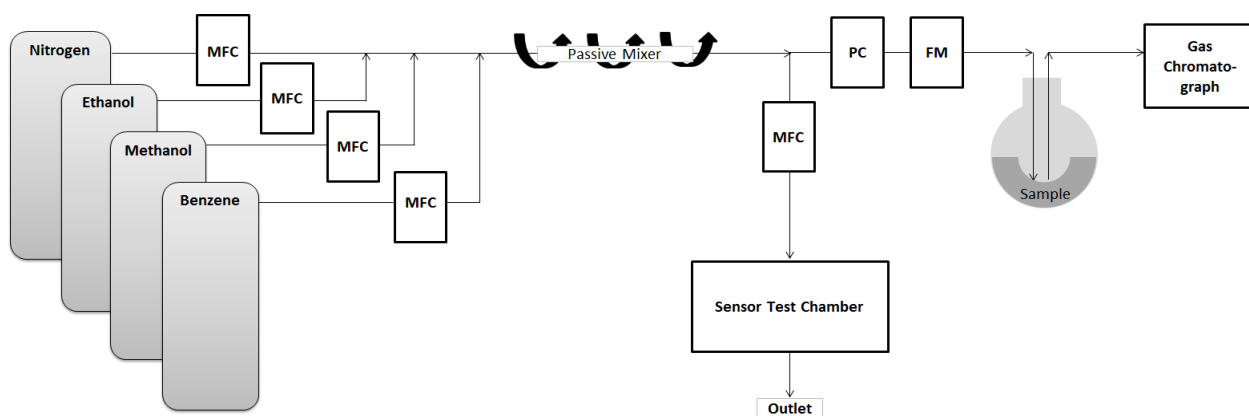 Nitrogen
MFC
Ethanol
MFC
Methanol
MFC
Benzene
MFC
Passive Mixer
PC
FM
Gas
Chromato-
graph
MFC
Sample
Sensor Test Chamber
Outlet